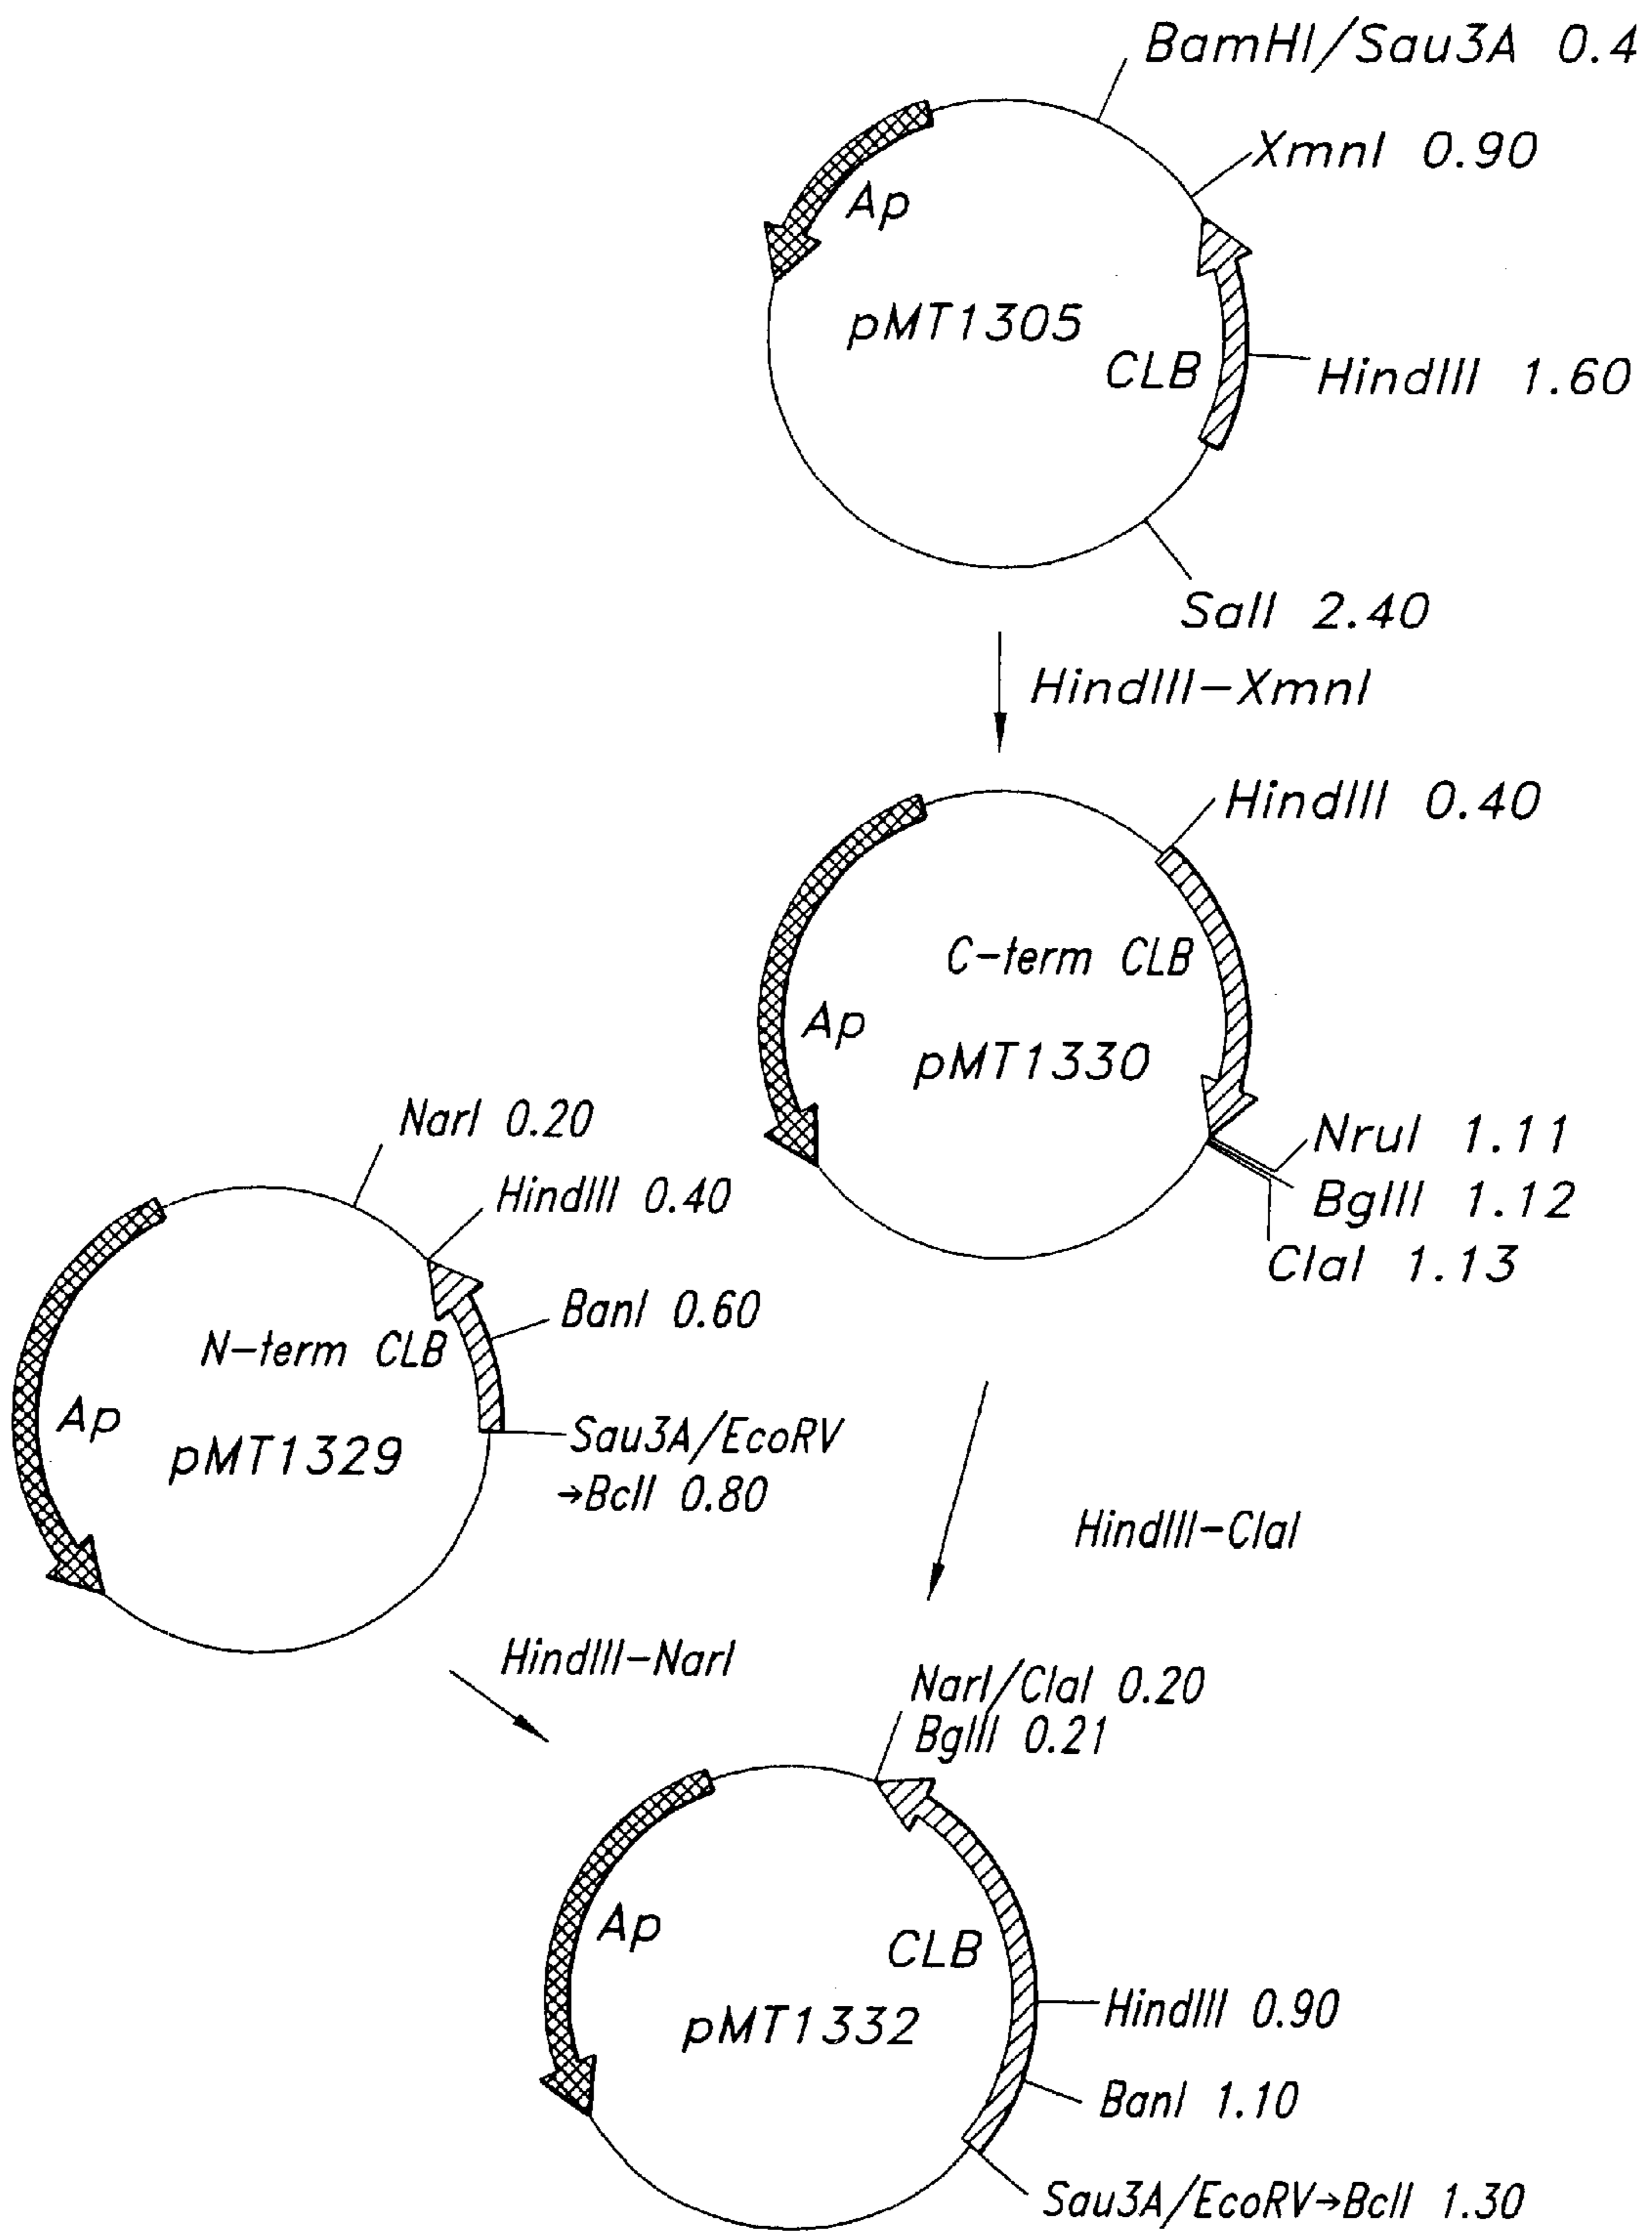 BamHI/Sau3A 0.4
XmnI 0.90
Ap
pMT1305
CLB
HindIII 1.60
SalI 2.40
HindIII-XmnI
HindIII 0.40
C-term CLB
Ap
pMT1330
NruI 1.11
BglII 1.12
ClaI 1.13
NarI 0.20
HindIII 0.40
BanI 0.60
N-term CLB
Ap
pMT1329
Sau3A/EcoRV
→BclI 0.80
HindIII-ClaI
HindIII-NarI
NarI/ClaI 0.20
BglII 0.21
Ap
CLB
pMT1332
HindIII 0.90
BanI 1.10
Sau3A/EcoRV→BclI 1.30